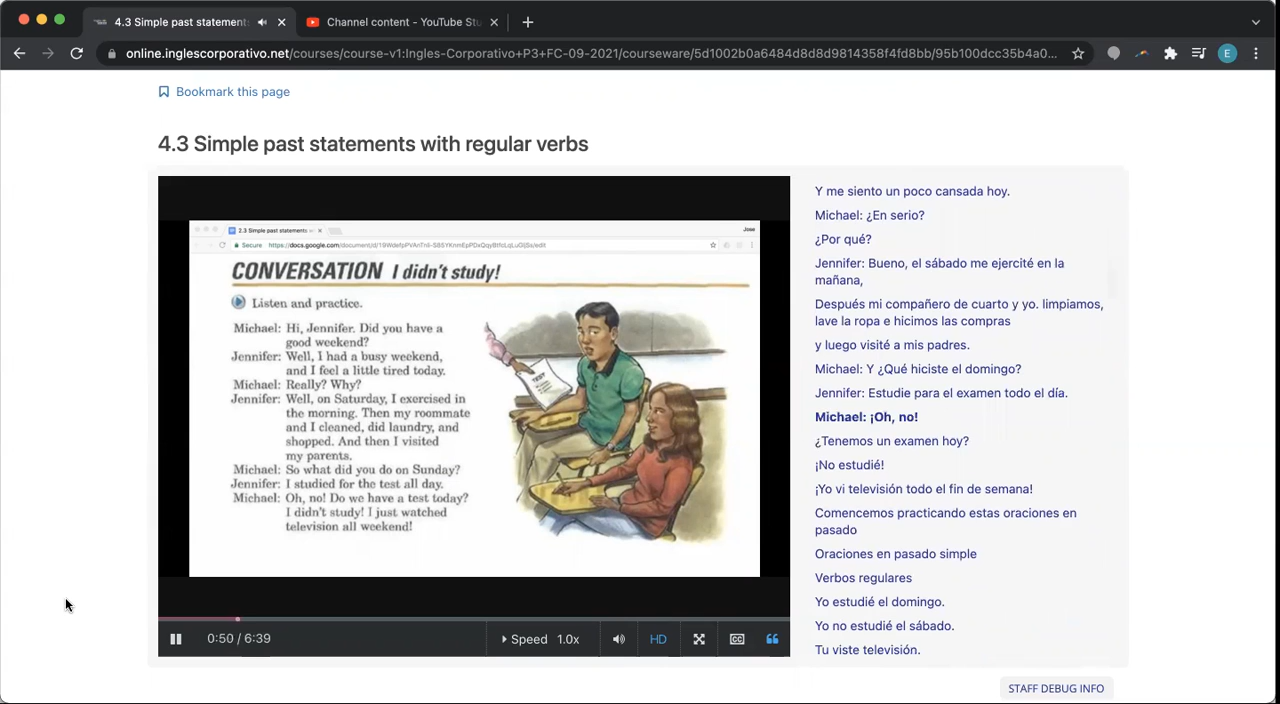 4.3 Simple past statement
Channel content - YouTube Stu
online.inglescorporativo.net/courses/course-v1:Ingles-Corporativo+P3+FC-09-2021/courseware/5d1002b0a6484d8d8d9814358f4fd8bb/95b100dcc35b4a0...
E
Bookmark this page
4.3 Simple past statements with regular verbs
2.3 Simple past statements w
Jose
Secure
CONVERSATION I didn't study!
Listen and practice.
Michael: Hi, Jennifer. Did you have a
good weekend?
Jennifer: Well, I had a busy weekend,
and I feel a little tired today.
Michael: Really? Why?
Jennifer: Well, on Saturday, I exercised in
the morning. Then my roommate
and I cleaned, did laundry, and
shopped. And then I visited
my parents.
Michael: So what did you do on Sunday?
Jennifer: I studied for the test all day.
Michael: Oh, no! Do we have a test today?
I didn't study! I just watched
television all weekend!
TEST
0:50 / 6:39
Speed 1.0x
HD
CC
Y me siento un poco cansada hoy.
Michael: ¿En serio?
¿Por qué?
Jennifer: Bueno, el sábado me ejercité en la
mañana,
Después mi compañero de cuarto y yo. limpiamos,
lave la ropa e hicimos las compras
y luego visité a mis padres.
Michael: Y ¿Qué hiciste el domingo?
Jennifer: Estudie para el examen todo el día.
Michael: ¡Oh, no!
¿Tenemos un examen hoy?
¡No estudié!
¡Yo vi televisión todo el fin de semana!
Comencemos practicando estas oraciones en
pasado
Oraciones en pasado simple
Verbos regulares
Yo estudié el domingo.
Yo no estudié el sábado.
Tu viste televisión.
STAFF DEBUG INFO